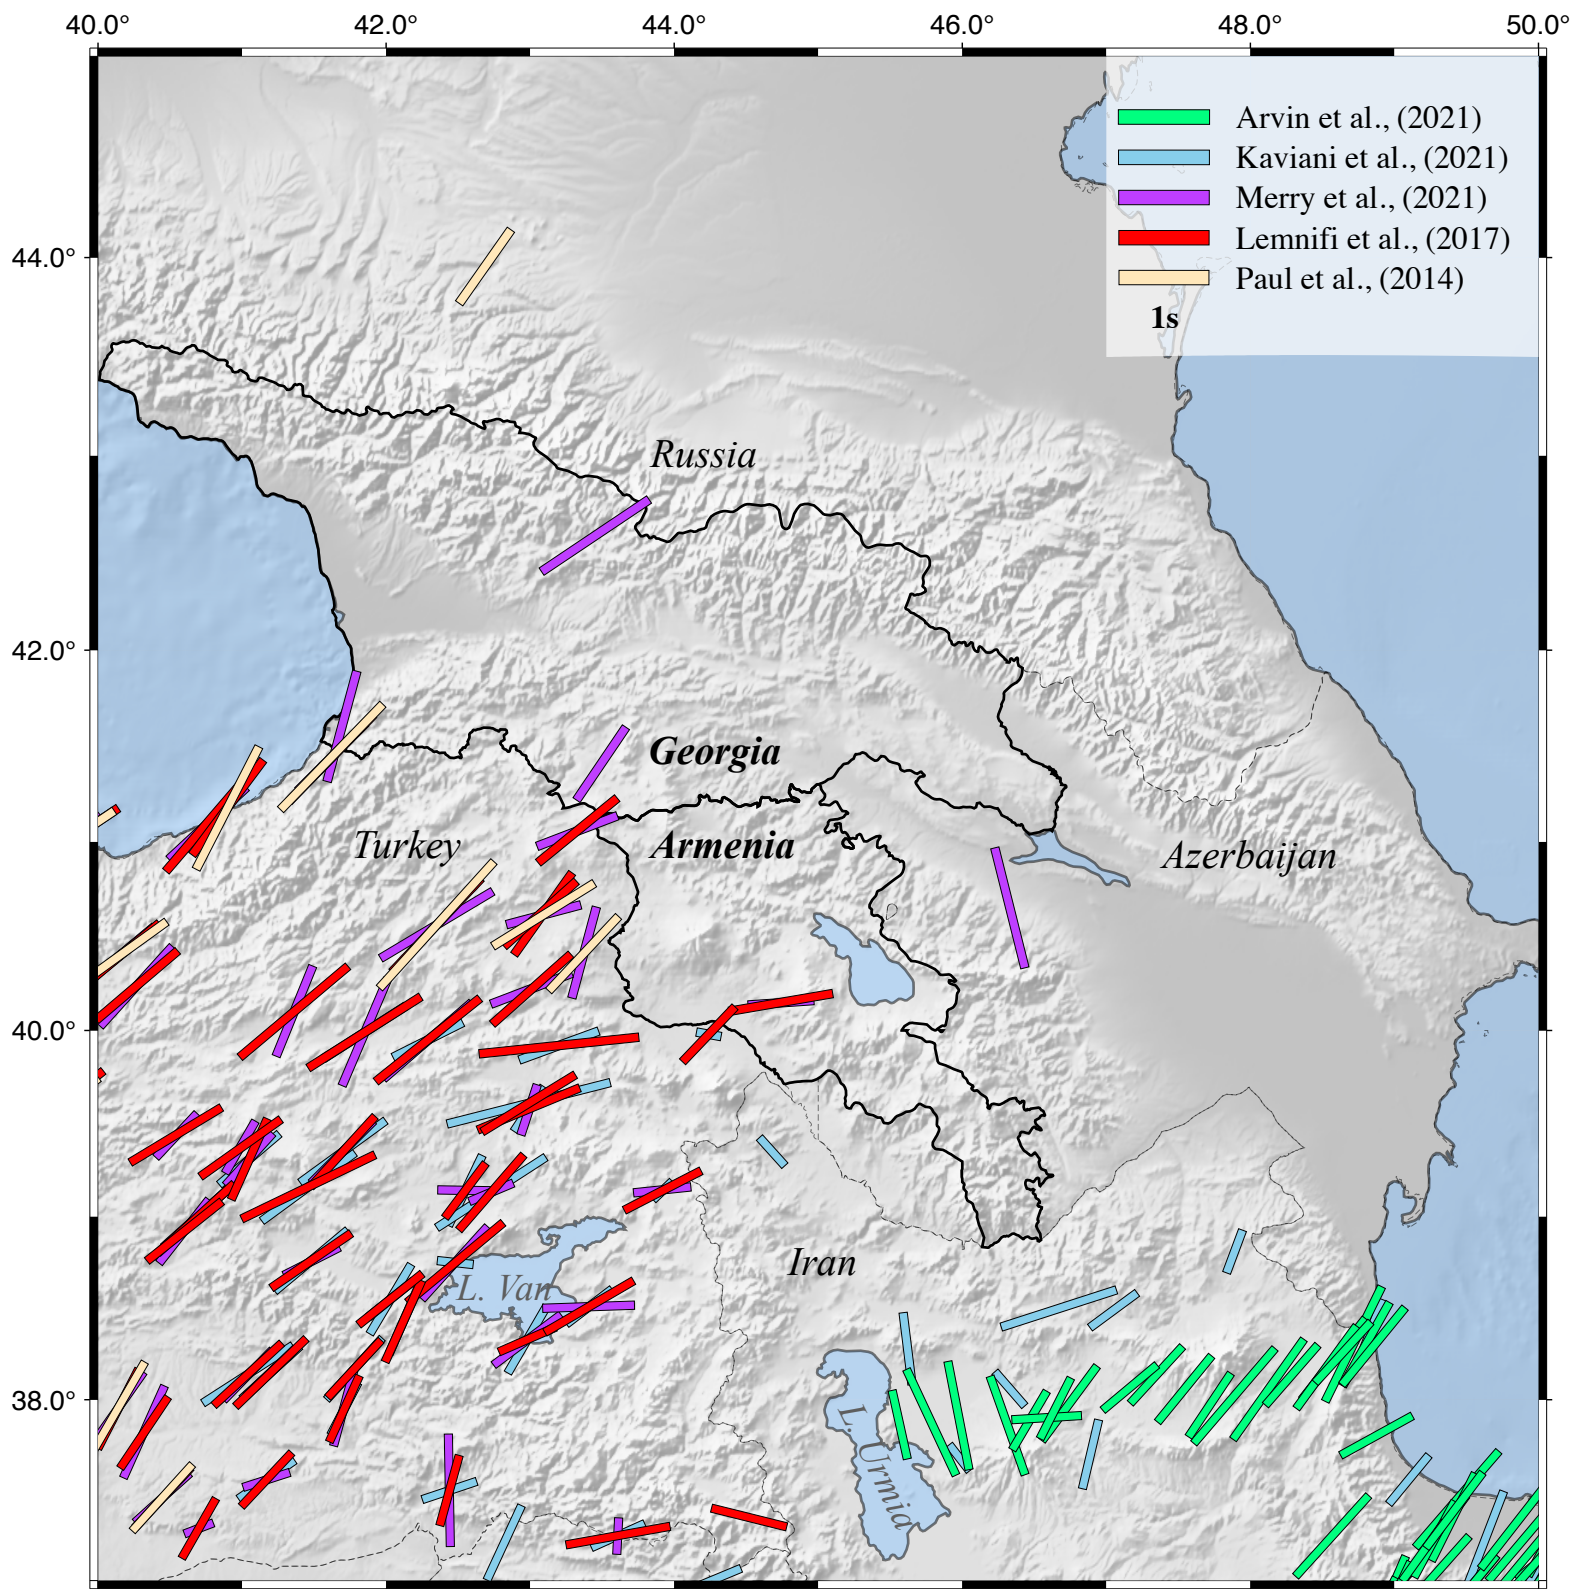 40.0°
42.0°
44.0°
46.0°
48.0°
50.0°
Arvin et al., (2021)
Kaviani et al., (2021)
Merry et al., (2021)
Lemnifi et al., (2017)
Paul et al., (2014)
1s
44.0°
Russia
42.0°
Georgia
Turkey
Armenia
Azerbaijan
40.0°
Iran
L. Van
38.0°
L. Urmia